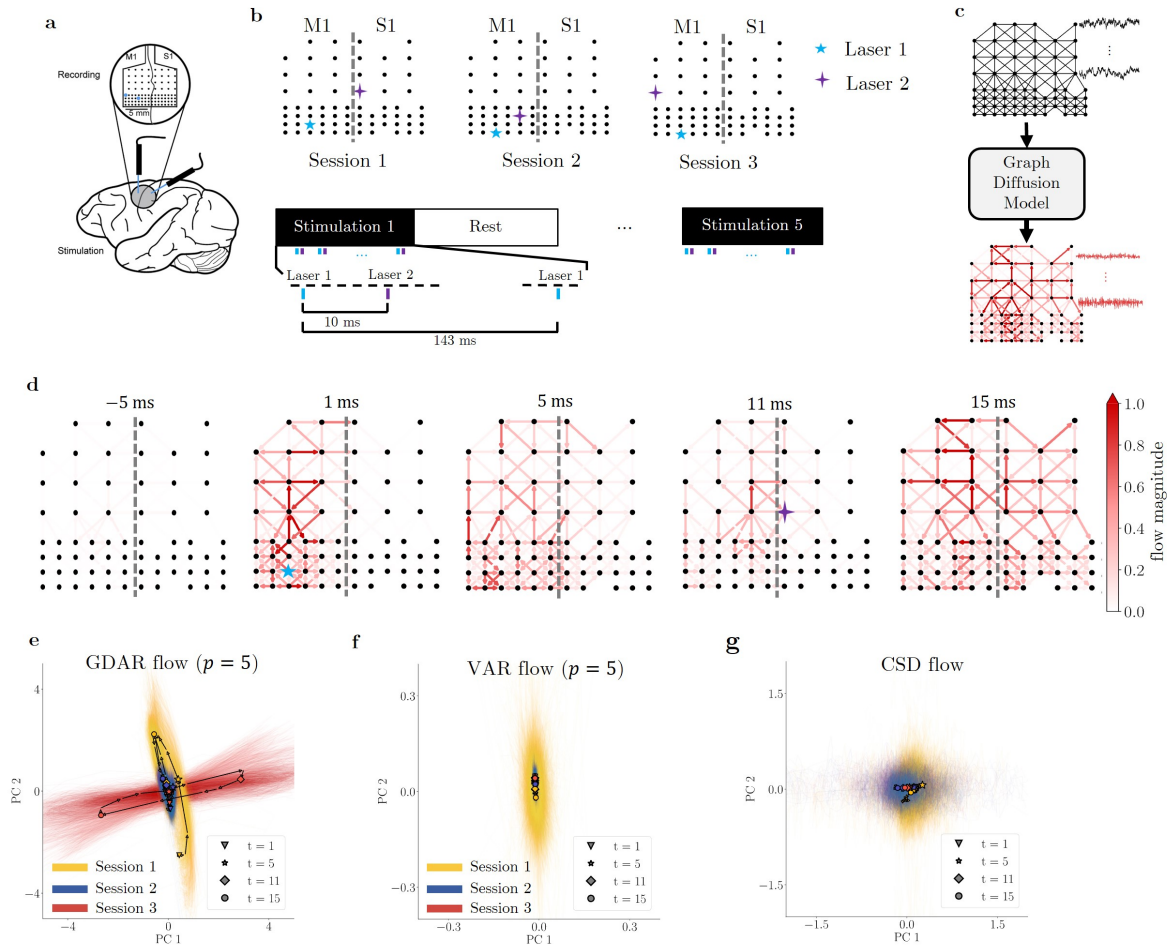 a
Recording
M1
S1
5 mm
Stimulation
b
M1 S1
M1 S1
M1 S1
Laser 1
Laser 2
Session 1
Session 2
Session 3
Stimulation 1
Rest
...
Stimulation 5
...
...
Laser 1
Laser 2
Laser 1
10 ms
143 ms
c
Graph
Diffusion
Model
d
−5 ms
1 ms
5 ms
11 ms
15 ms
1.0
0.8
0.6
0.4
0.2
0.0
flow magnitude
e
GDAR flow (p = 5)
4
0
−4
PC 2
−4
0
4
PC 1
Session 1
Session 2
Session 3
t = 1
t = 5
t = 11
t = 15
f
VAR flow (p = 5)
0.3
0.0
−0.3
PC 2
−0.3
0.0
0.3
PC 1
Session 1
Session 2
Session 3
t = 1
t = 5
t = 11
t = 15
g
CSD flow
1.5
0.0
−1.5
PC 2
−1.5
0.0
1.5
PC 1
t = 1
t = 5
t = 11
t = 15